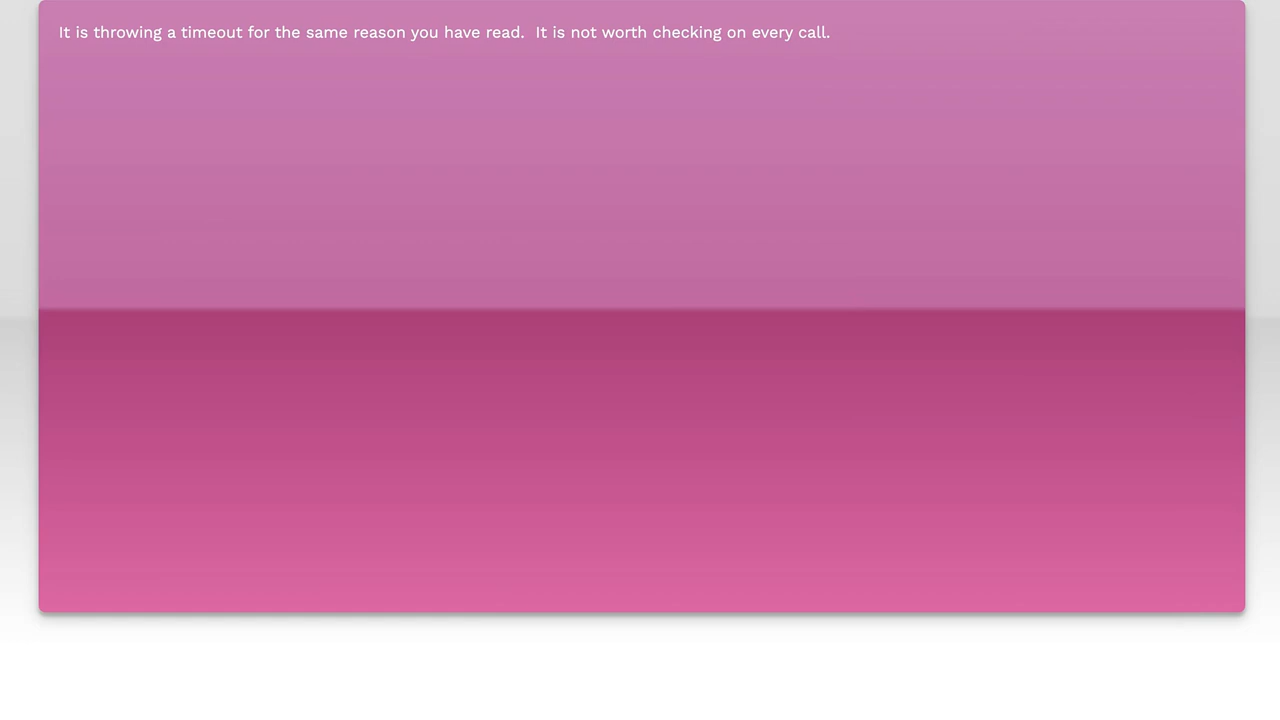 It is throwing a timeout for the same reason you have read.  It is not worth checking on every call.